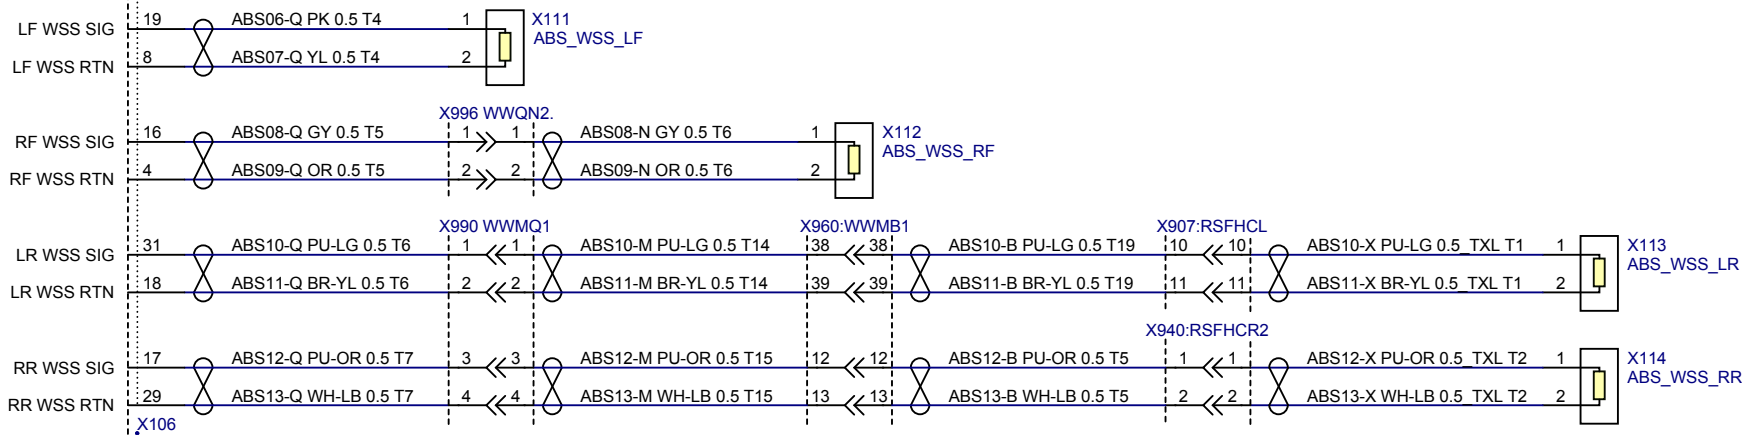 LF WSS SIG 19 ABS06-Q PK 0.5 T4 1 X111
ABS_WSS_LF
LF WSS RTN 8 ABS07-Q YL 0.5 T4 2
X996 WWQN2.
RF WSS SIG 16 ABS08-Q GY 0.5 T5 1 1 ABS08-N GY 0.5 T6 1 X112
ABS_WSS_RF
RF WSS RTN 4 ABS09-Q OR 0.5 T5 2 2 ABS09-N OR 0.5 T6 2
X990 WWMQ1 X960:WWMB1 X907:RSFHCL
LR WSS SIG 31 ABS10-Q PU-LG 0.5 T6 1 1 ABS10-M PU-LG 0.5 T14 38 38 ABS10-B PU-LG 0.5 T19 10 10 ABS10-X PU-LG 0.5_TXL T1 1 X113
ABS_WSS_LR
LR WSS RTN 18 ABS11-Q BR-YL 0.5 T6 2 2 ABS11-M BR-YL 0.5 T14 39 39 ABS11-B BR-YL 0.5 T19 11 11 ABS11-X BR-YL 0.5_TXL T1 2
X940:RSFHCR2
RR WSS SIG 17 ABS12-Q PU-OR 0.5 T7 3 3 ABS12-M PU-OR 0.5 T15 12 12 ABS12-B PU-OR 0.5 T5 1 1 ABS12-X PU-OR 0.5_TXL T2 1 X114
ABS_WSS_RR
RR WSS RTN 29 ABS13-Q WH-LB 0.5 T7 4 4 ABS13-M WH-LB 0.5 T15 13 13 ABS13-B WH-LB 0.5 T5 2 2 ABS13-X WH-LB 0.5_TXL T2 2
X106